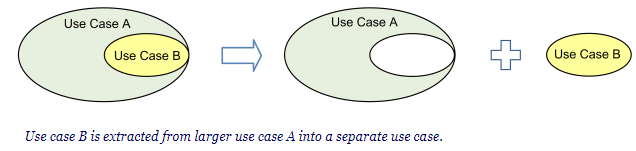 Use Case A
Use Case B
Use Case A
Use Case B
Use case B is extracted from larger use case A into a separate use case.